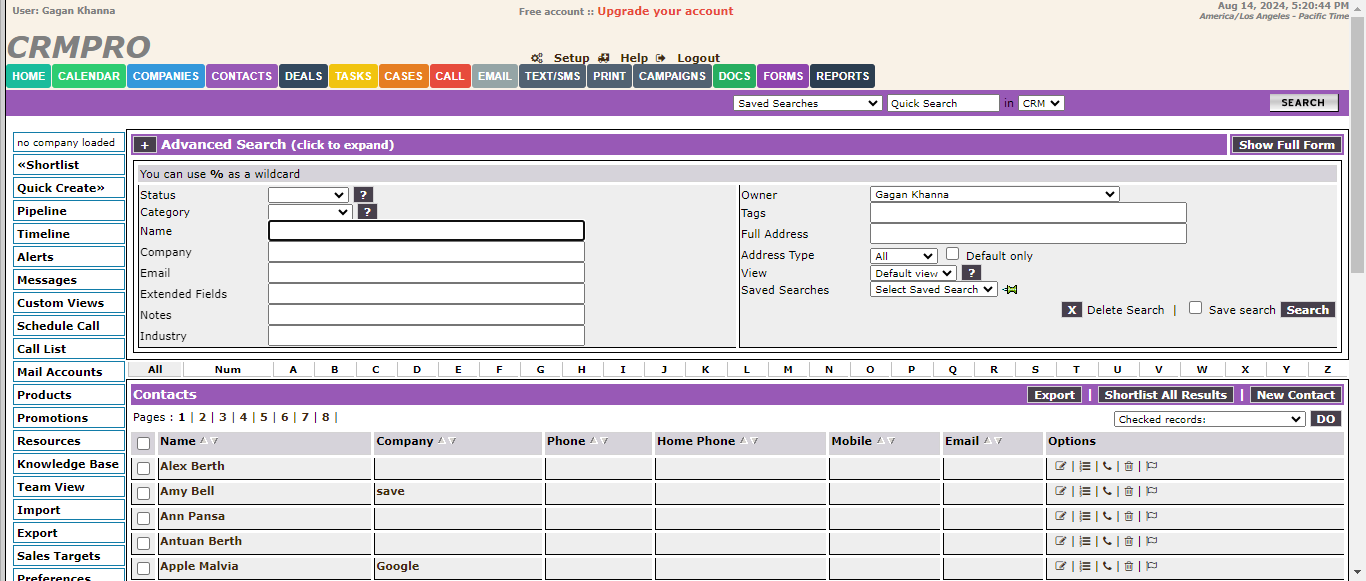 User: Gagan Khanna
Free account :: Upgrade your account
Aug 14, 2024, 5:20:44 PM
America/Los Angeles - Pacific Time
CRMPRO
Setup Help Logout
HOME CALENDAR COMPANIES CONTACTS DEALS TASKS CASES CALL EMAIL TEXT/SMS PRINT CAMPAIGNS DOCS FORMS REPORTS
Saved Searches Quick Search in CRM SEARCH
no company loaded
«Shortlist
Quick Create»
Pipeline
Timeline
Alerts
Messages
Custom Views
Schedule Call
Call List
Mail Accounts
Products
Promotions
Resources
Knowledge Base
Team View
Import
Export
Sales Targets
Preferences
+ Advanced Search (click to expand) Show Full Form
You can use % as a wildcard
Status ?
Category ?
Name
Company
Email
Extended Fields
Notes
Industry
Owner Gagan Khanna
Tags
Full Address
Address Type All Default only
View Default view ?
Saved Searches Select Saved Search
X Delete Search | Save search Search
All Num A B C D E F G H I J K L M N O P Q R S T U V W X Y Z
Contacts Export | Shortlist All Results | New Contact
Pages : 1 | 2 | 3 | 4 | 5 | 6 | 7 | 8 |
Checked records: DO
Name Company Phone Home Phone Mobile Email Options
Alex Berth | | | |
Amy Bell save | | | |
Ann Pansa | | | |
Antuan Berth | | | |
Apple Malvia Google | | | |